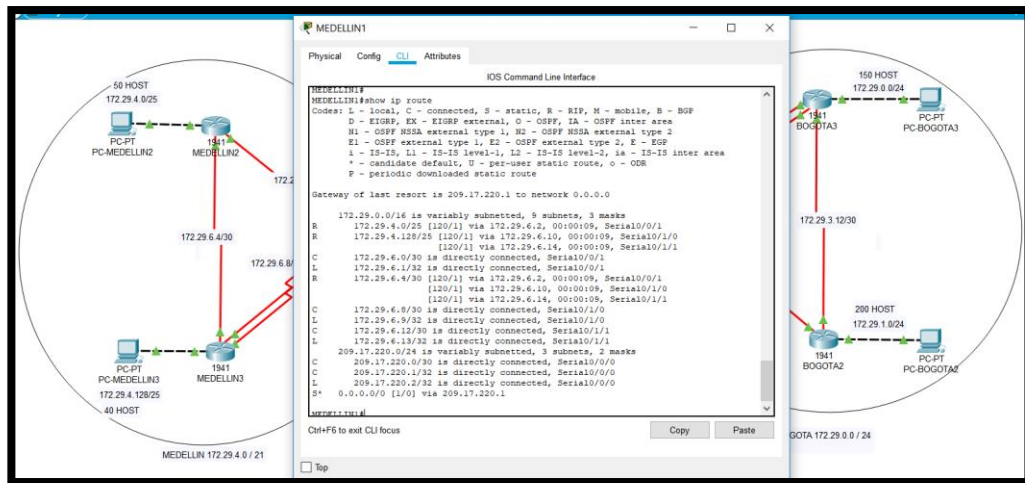 MEDELLIN1
Physical Config CLI Attributes
IOS Command Line Interface
MEDELLIN1#
MEDELLIN1#show ip route
Codes: L - local, C - connected, S - static, R - RIP, M - mobile, B - BGP
D - EIGRP, EX - EIGRP external, O - OSPF, IA - OSPF inter area
N1 - OSPF NSSA external type 1, N2 - OSPF NSSA external type 2
E1 - OSPF external type 1, E2 - OSPF external type 2, E - EGP
i - IS-IS, L1 - IS-IS level-1, L2 - IS-IS level-2, ia - IS-IS inter area
* - candidate default, U - per-user static route, o - ODR
P - periodic downloaded static route
Gateway of last resort is 209.17.220.1 to network 0.0.0.0
172.29.0.0/16 is variably subnetted, 9 subnets, 3 masks
R 172.29.4.0/25 [120/1] via 172.29.6.2, 00:00:09, Serial0/0/1
R 172.29.4.128/25 [120/1] via 172.29.6.10, 00:00:09, Serial0/1/0
[120/1] via 172.29.6.14, 00:00:09, Serial0/1/1
C 172.29.6.0/30 is directly connected, Serial0/0/1
L 172.29.6.1/32 is directly connected, Serial0/0/1
R 172.29.6.4/30 [120/1] via 172.29.6.2, 00:00:09, Serial0/0/1
[120/1] via 172.29.6.10, 00:00:09, Serial0/1/0
[120/1] via 172.29.6.14, 00:00:09, Serial0/1/1
C 172.29.6.8/30 is directly connected, Serial0/1/0
L 172.29.6.9/32 is directly connected, Serial0/1/0
C 172.29.6.12/30 is directly connected, Serial0/1/1
L 172.29.6.13/32 is directly connected, Serial0/1/1
209.17.220.0/24 is variably subnetted, 3 subnets, 2 masks
C 209.17.220.0/30 is directly connected, Serial0/0/0
C 209.17.220.1/32 is directly connected, Serial0/0/0
L 209.17.220.2/32 is directly connected, Serial0/0/0
S* 0.0.0.0/0 [1/0] via 209.17.220.1
MEDELLIN1#
Ctrl+F6 to exit CLI focus
Copy
Paste
Top
50 HOST
172.29.4.0/25
PC-PT
PC-MEDELLIN2
1941
MEDELLIN2
172.2
172.29.6.4/30
172.29.6.8/
PC-PT
PC-MEDELLIN3
172.29.4.128/25
40 HOST
1941
MEDELLIN3
MEDELLIN 172.29.4.0 / 21
150 HOST
172.29.0.0/24
1941
BOGOTA3
PC-PT
PC-BOGOTA3
172.29.3.12/30
200 HOST
172.29.1.0/24
1941
BOGOTA2
PC-PT
PC-BOGOTA2
GOTA 172.29.0.0 / 24